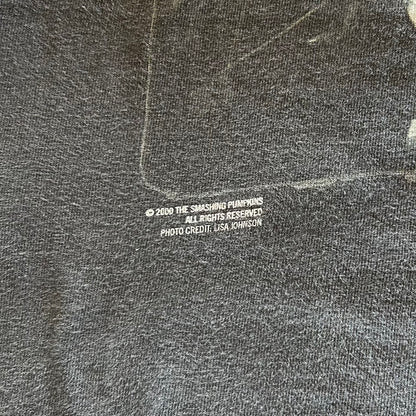 © 2000 THE SMASHING PUMPKINS
ALL RIGHTS RESERVED
PHOTO CREDIT, LISA JOHNSON